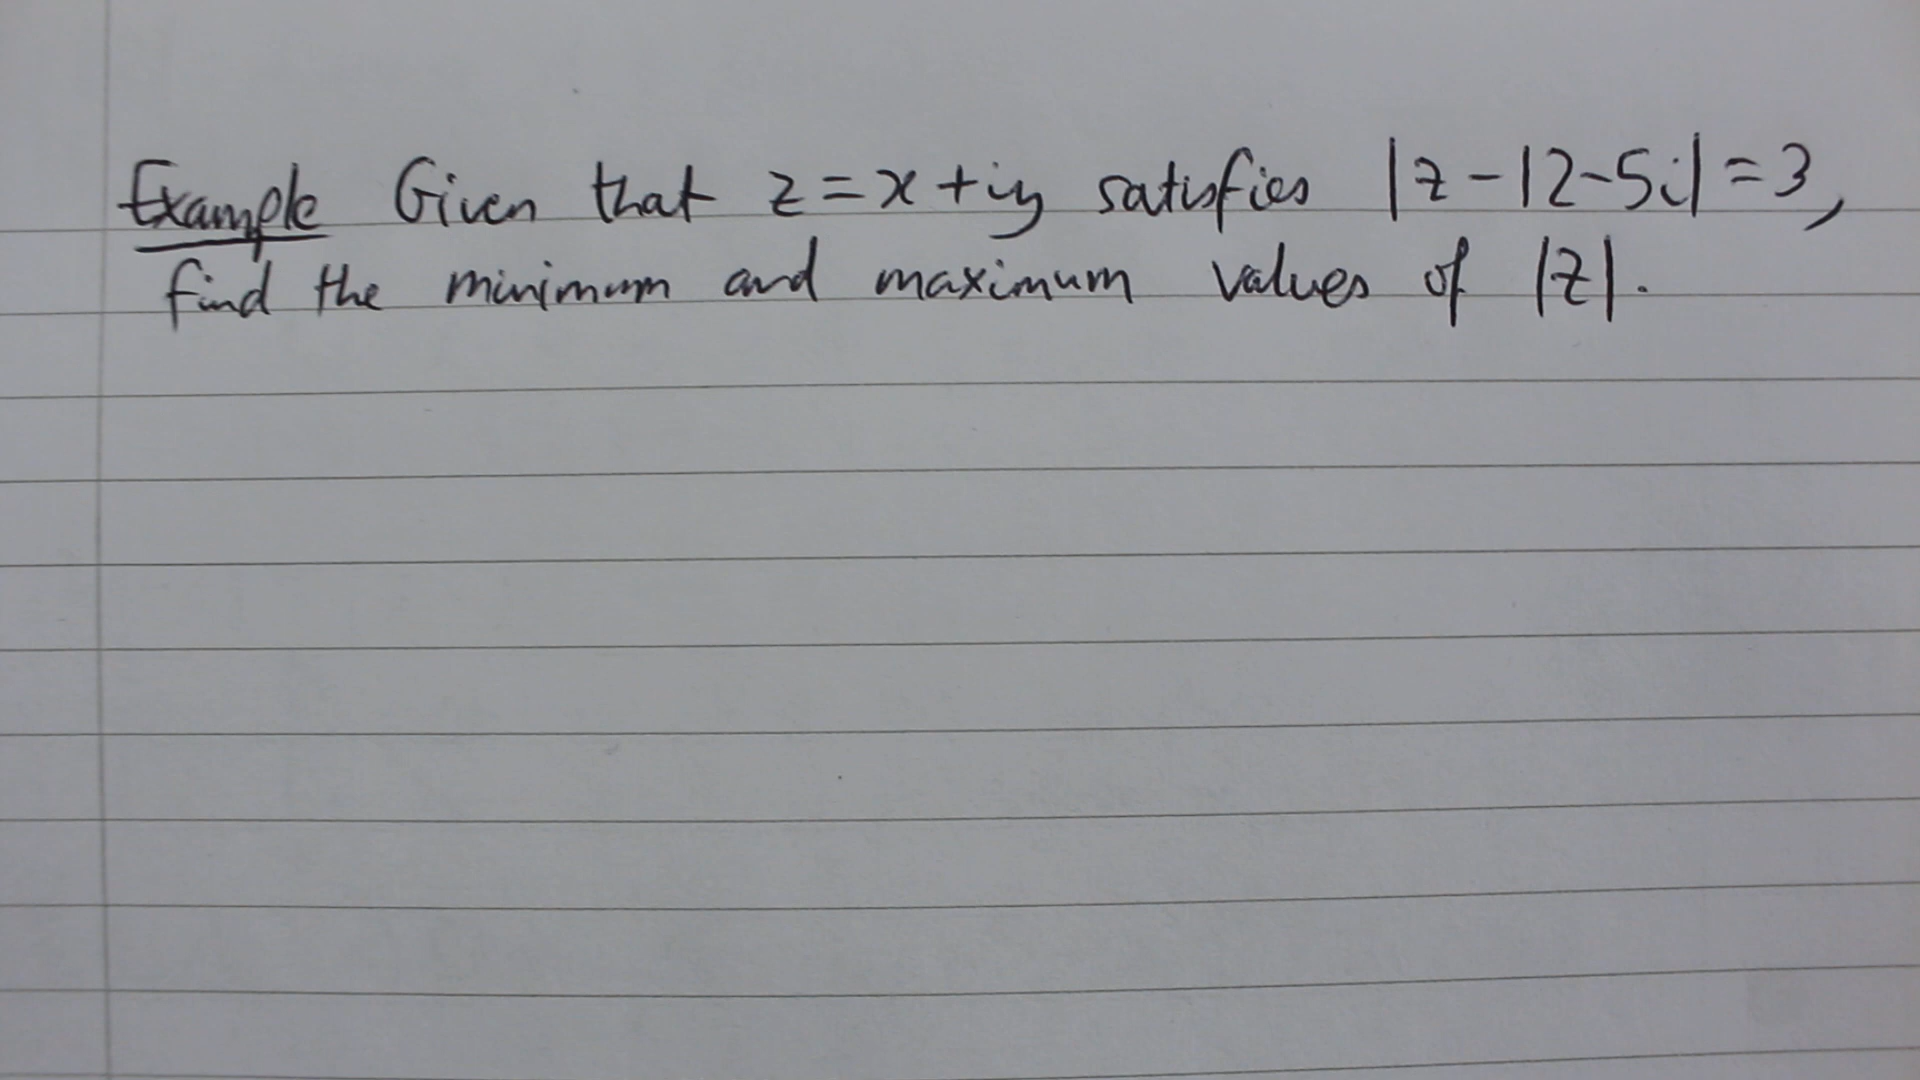 Example Given that z = x + iy satisfies |z - 12 - 5i| = 3,
find the minimum and maximum values of |z|.